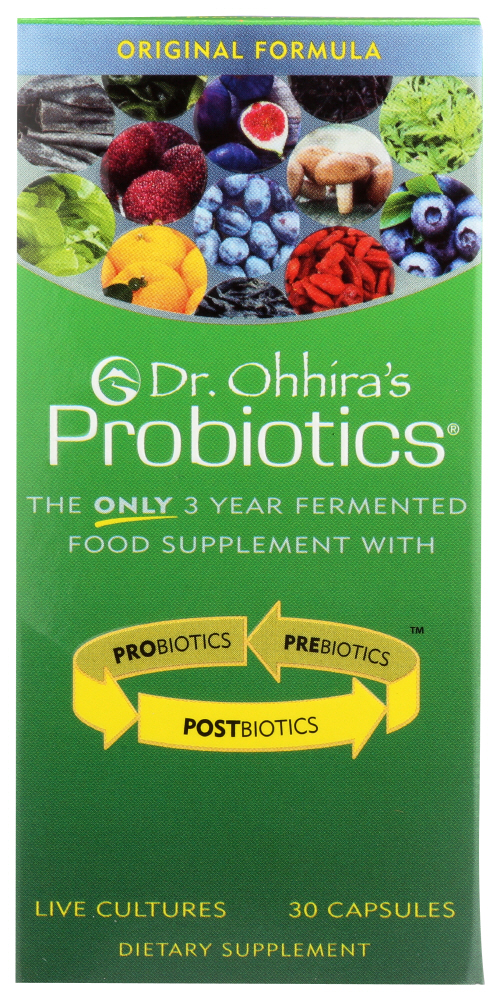 ORIGINAL FORMULA
Dr. Ohhira's
Probiotics®
THE ONLY 3 YEAR FERMENTED
FOOD SUPPLEMENT WITH
PROBIOTICS
PREBIOTICS
™
POSTBIOTICS
LIVE CULTURES
30 CAPSULES
DIETARY SUPPLEMENT